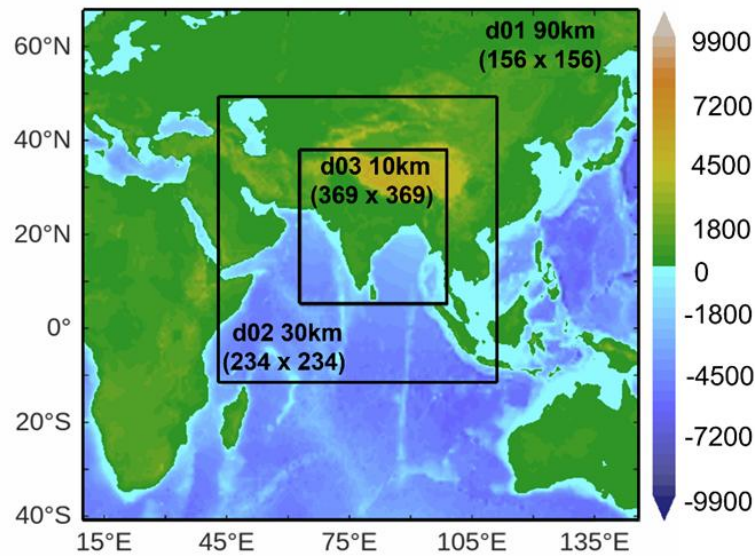 d01 90km
(156 x 156)
d03 10km
(369 x 369)
d02 30km
(234 x 234)
60°N
40°N
20°N
0°
20°S
40°S
15°E
45°E
75°E
105°E
135°E
9900
7200
4500
1800
0
-1800
-4500
-7200
-9900